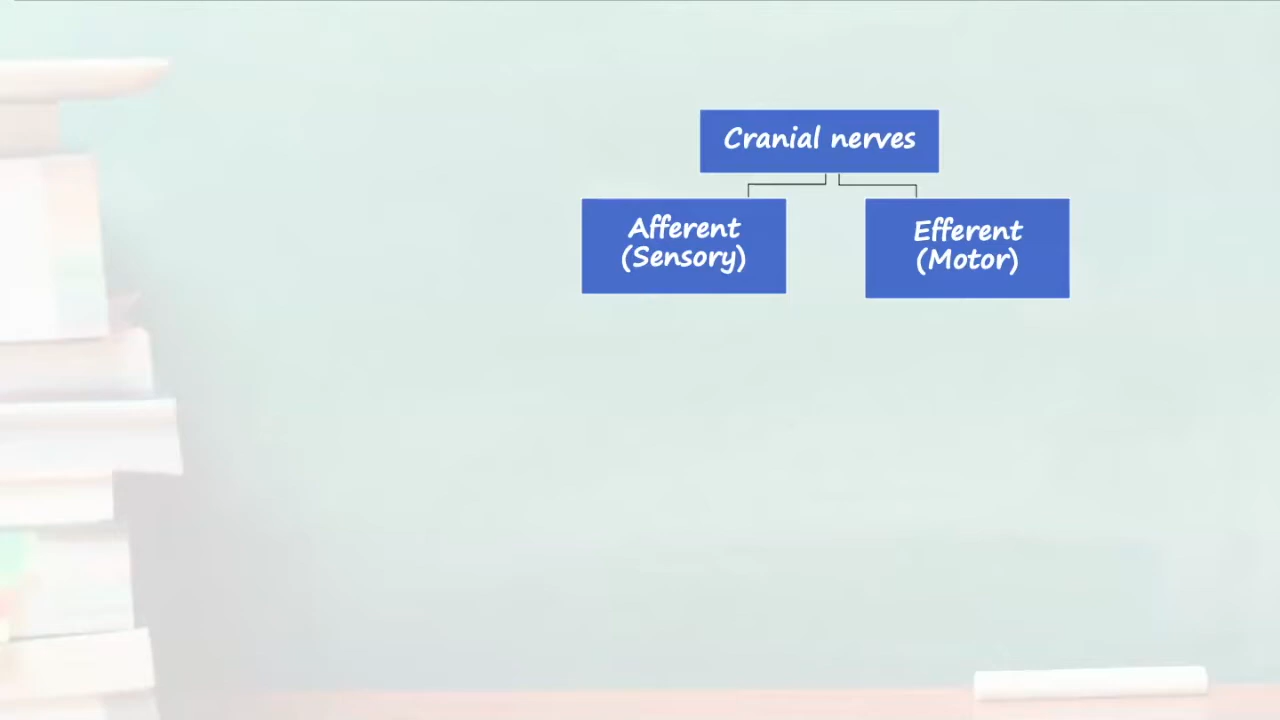 Cranial nerves
Afferent
(Sensory)
Efferent
(Motor)